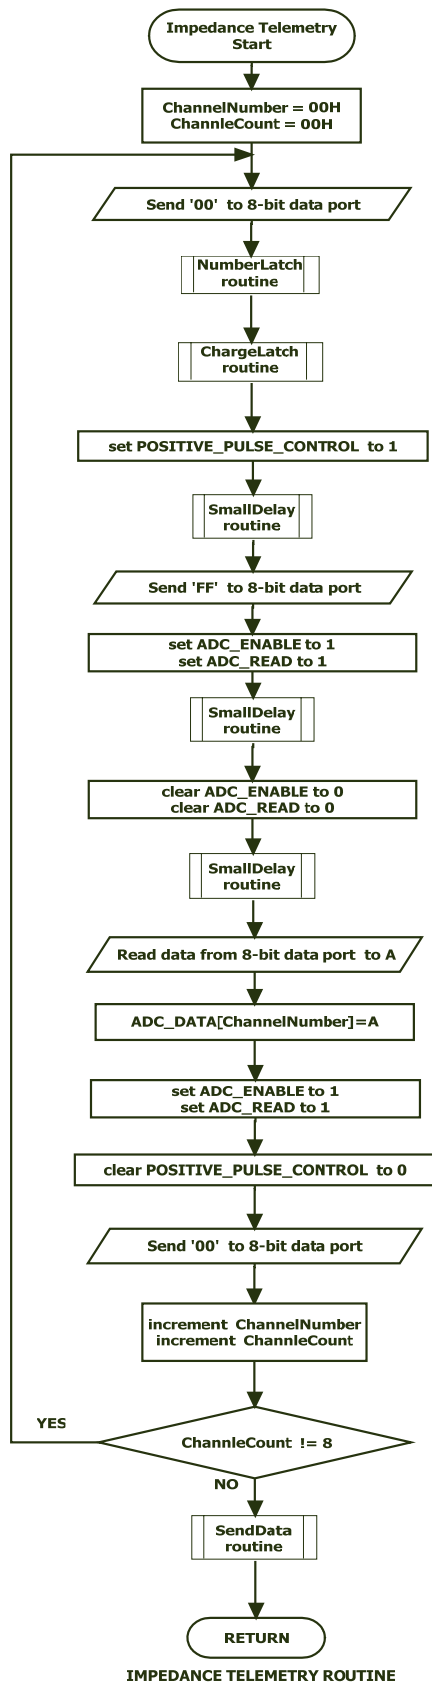 Impedance Telemetry
Start
ChannelNumber = 00H
ChannleCount = 00H
Send '00' to 8-bit data port
NumberLatch
routine
ChargeLatch
routine
set POSITIVE_PULSE_CONTROL to 1
SmallDelay
routine
Send 'FF' to 8-bit data port
set ADC_ENABLE to 1
set ADC_READ to 1
SmallDelay
routine
clear ADC_ENABLE to 0
clear ADC_READ to 0
SmallDelay
routine
Read data from 8-bit data port to A
ADC_DATA[ChannelNumber]=A
set ADC_ENABLE to 1
set ADC_READ to 1
clear POSITIVE_PULSE_CONTROL to 0
Send '00' to 8-bit data port
increment ChannelNumber
increment ChannleCount
YES
ChannleCount != 8
NO
SendData
routine
RETURN
IMPEDANCE TELEMETRY ROUTINE